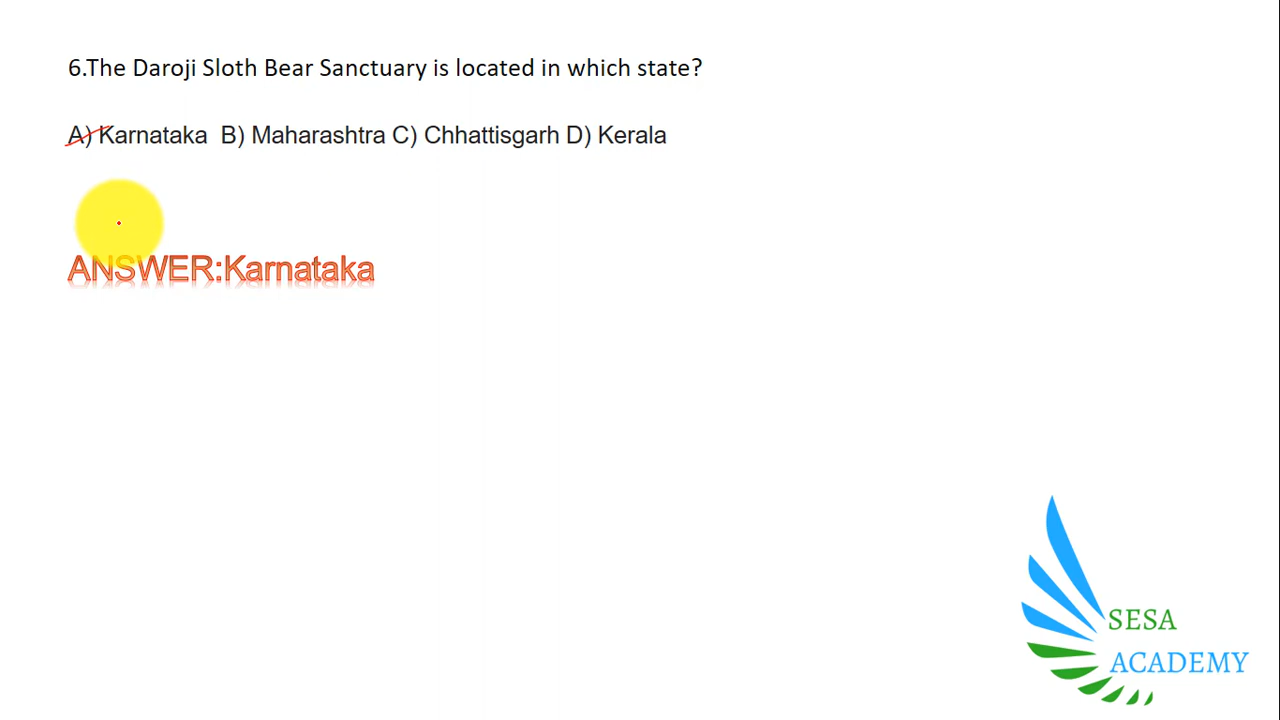 6.The Daroji Sloth Bear Sanctuary is located in which state?
A) Karnataka B) Maharashtra C) Chhattisgarh D) Kerala
ANSWER:Karnataka
SESA
ACADEMY